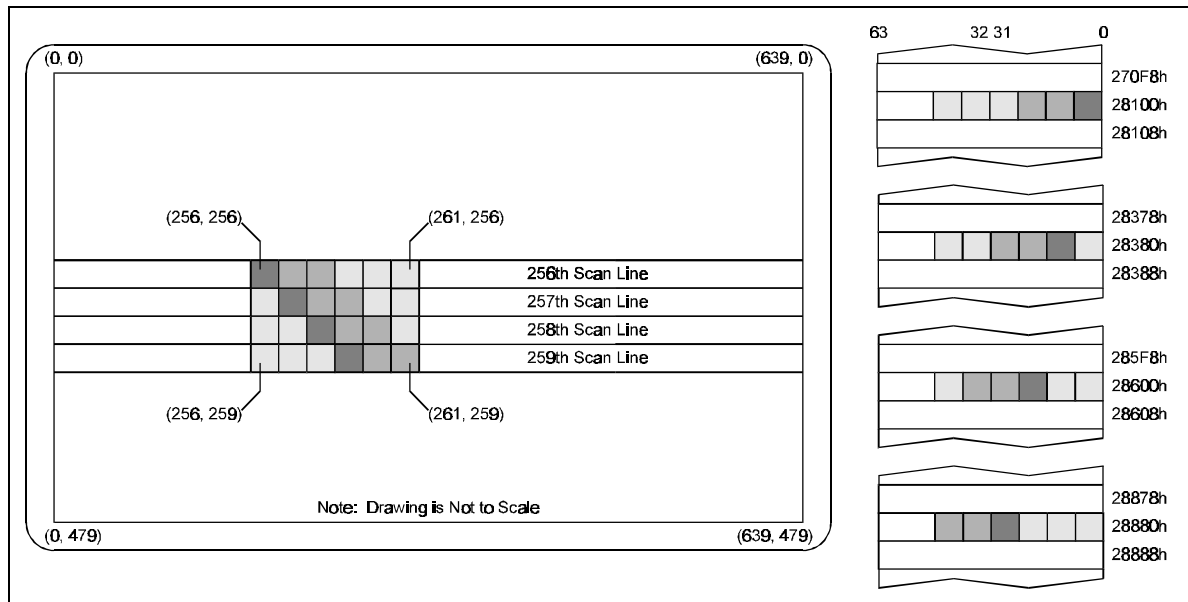 (0, 0)
(639, 0)
(256, 256)
(261, 256)
256th Scan Line
257th Scan Line
258th Scan Line
259th Scan Line
(256, 259)
(261, 259)
Note: Drawing is Not to Scale
(0, 479)
(639, 479)
63 32 31 0
270F8h
28100h
28108h
28378h
28380h
28388h
285F8h
28600h
28608h
28878h
28880h
28888h